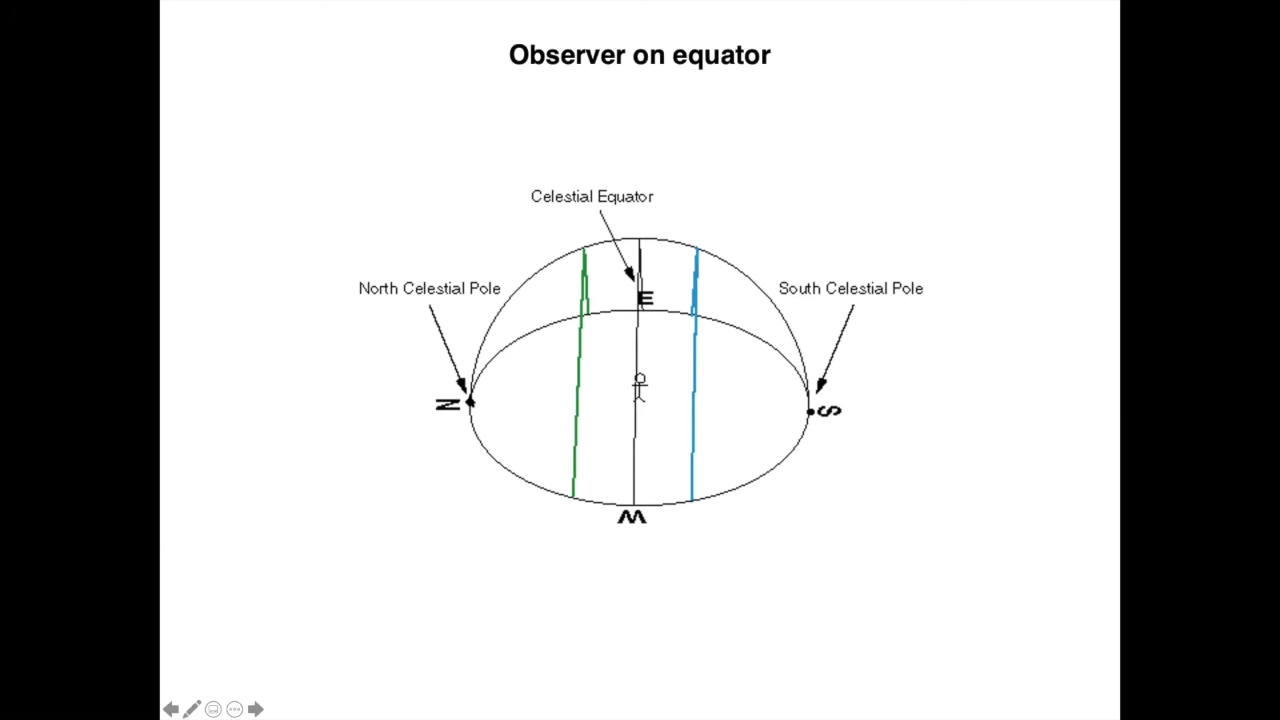 Observer on equator
Celestial Equator
North Celestial Pole
E
South Celestial Pole
N
S
W